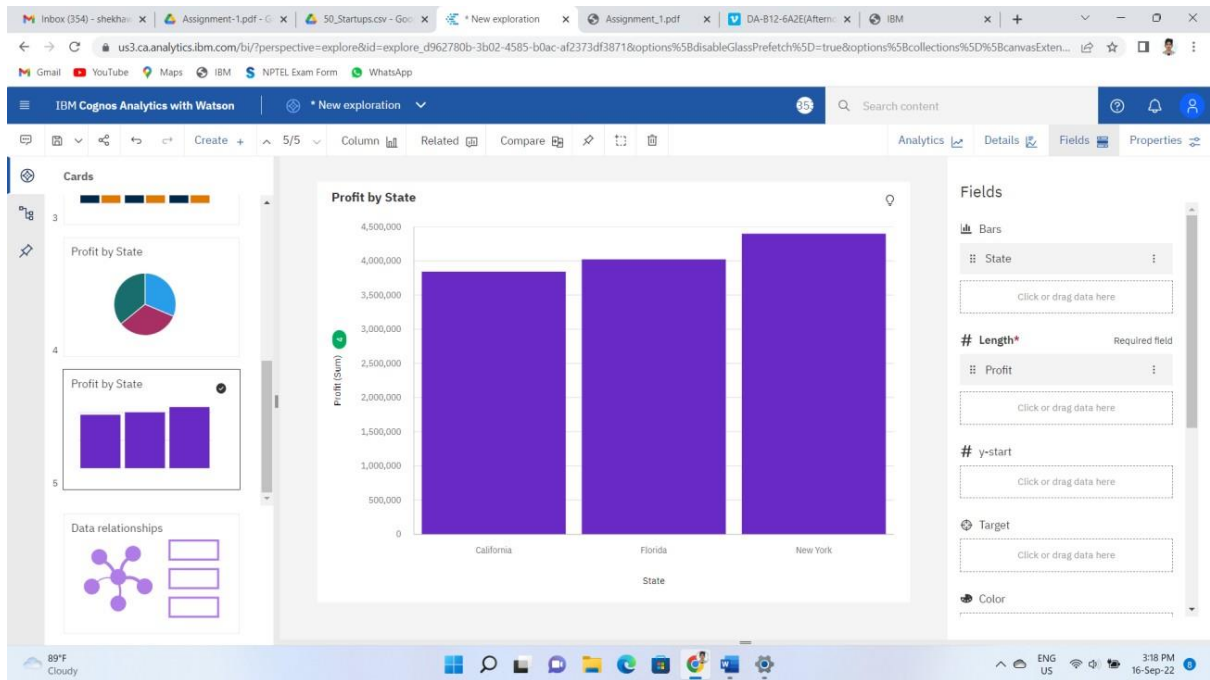 Inbox (354) - shekhav
Assignment-1.pdf - G
50_Startups.csv - Goo
* New exploration
Assignment_1.pdf
DA-B12-6A2E(Afterno
IBM
us3.ca.analytics.ibm.com/bi/?perspective=explore&id=explore_d962780b-3b02-4585-b0ac-af2373df3871&options%5BdisableGlassPrefetch%5D=true&options%5Bcollections%5D%5BcanvasExten...
Gmail YouTube Maps IBM NPTEL Exam Form WhatsApp
IBM Cognos Analytics with Watson * New exploration 353 Search content
Create + 5/5 Column Related Compare Analytics Details Fields Properties
Cards
3
Profit by State
4
Profit by State
5
Data relationships
Profit by State
4,500,000
4,000,000
3,500,000
3,000,000
2,500,000
2,000,000
1,500,000
1,000,000
500,000
0
Profit (Sum)
California Florida New York
State
Fields
Bars
State
Click or drag data here
# Length* Required field
Profit
Click or drag data here
# y-start
Click or drag data here
Target
Click or drag data here
Color
89°F
Cloudy
ENG
US
3:18 PM
16-Sep-22
8